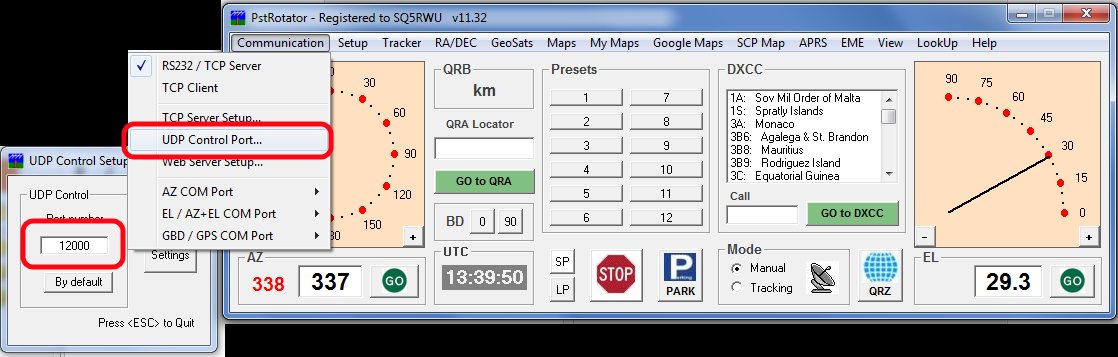 PstRotator - Registered to SQ5RWU v11.32
Communication Setup Tracker RA/DEC GeoSats Maps My Maps Google Maps SCP Map APRS EME View LookUp Help
RS232 / TCP Server
TCP Client
TCP Server Setup...
UDP Control Port...
Web Server Setup...
AZ COM Port
EL / AZ+EL COM Port
GBD / GPS COM Port
UDP Control Setup
UDP Control
Port number
12000
By default
Settings
Press <ESC> to Quit
30
60
90
120
150
+
AZ
338
337
GO
QRB
km
QRA Locator
GO to QRA
BD 0 90
UTC
13:39:50
Presets
1 7
2 8
3 9
4 10
5 11
6 12
SP
LP
STOP
P
Parking
PARK
DXCC
1A: Sov Mil Order of Malta
1S: Spratly Islands
3A: Monaco
3B6: Agalega & St. Brandon
3B8: Mauritius
3B9: Rodriguez Island
3C: Equatorial Guinea
Call
GO to DXCC
Mode
Manual
Tracking
QRZ
90
75
60
45
30
15
0
- +
EL
29.3
GO